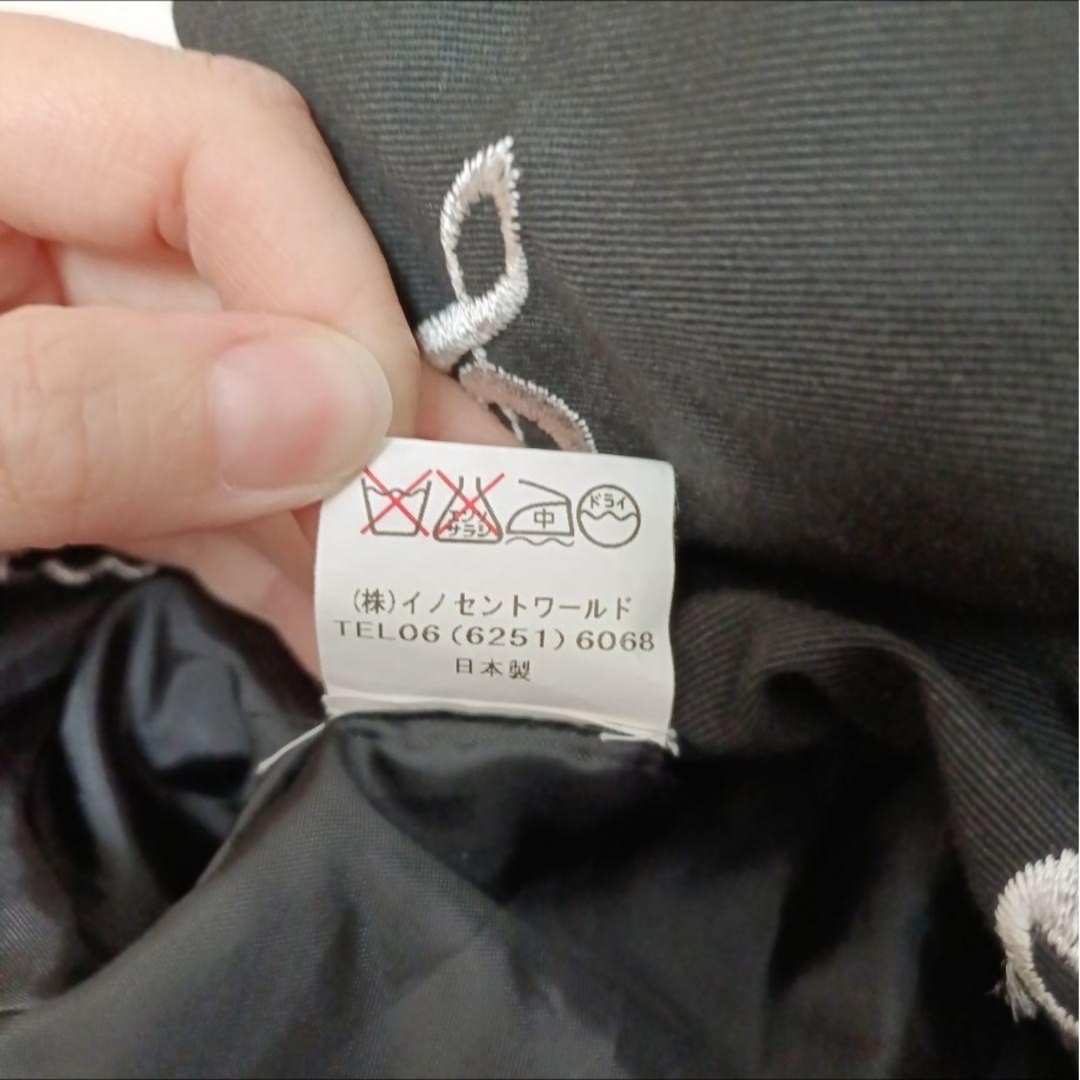 エンソ
サラシ
中
ドライ
(株)イノセントワールド
TEL06(6251)6068
日本製